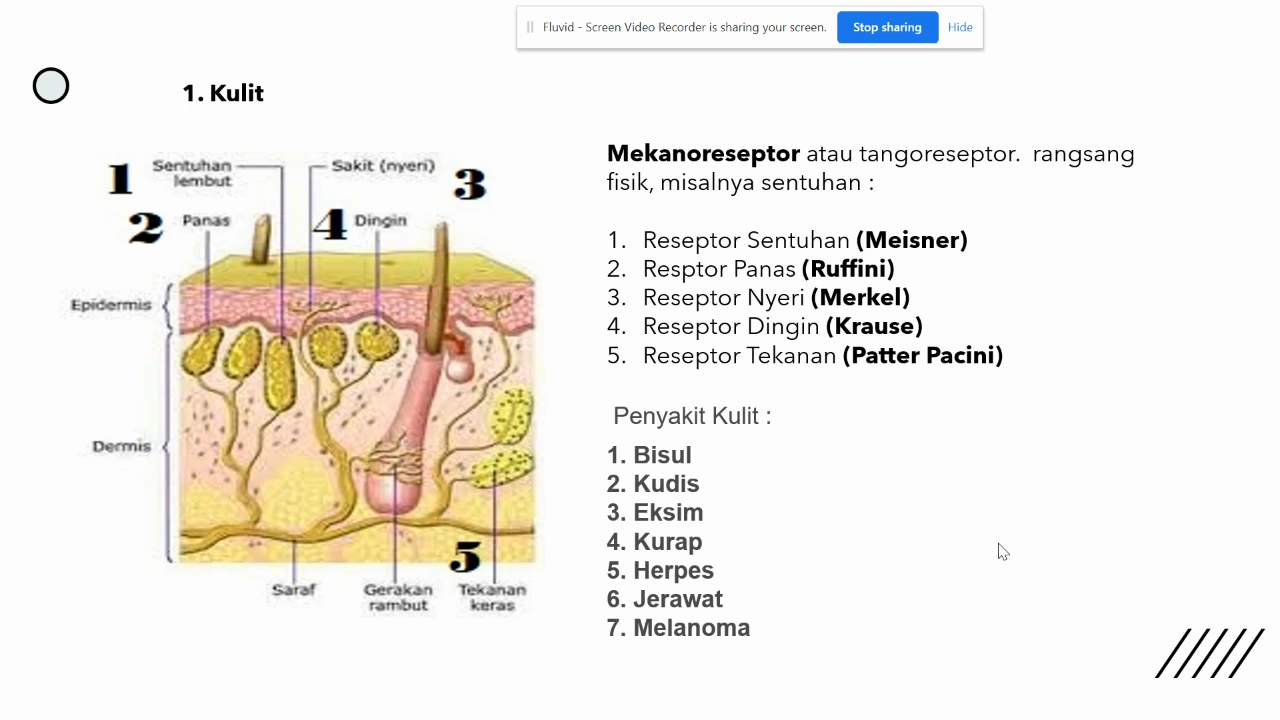 Fluvid - Screen Video Recorder is sharing your screen.
Stop sharing
Hide
1. Kulit
1
Sentuhan
lembut
Sakit (nyeri)
3
2
Panas
4
Dingin
Epidermis
Dermis
5
Saraf
Gerakan
rambut
Tekanan
keras
Mekanoreseptor atau tangoreseptor. rangsang
fisik, misalnya sentuhan :
1. Reseptor Sentuhan (Meisner)
2. Resptor Panas (Ruffini)
3. Reseptor Nyeri (Merkel)
4. Reseptor Dingin (Krause)
5. Reseptor Tekanan (Patter Pacini)
Penyakit Kulit :
1. Bisul
2. Kudis
3. Eksim
4. Kurap
5. Herpes
6. Jerawat
7. Melanoma